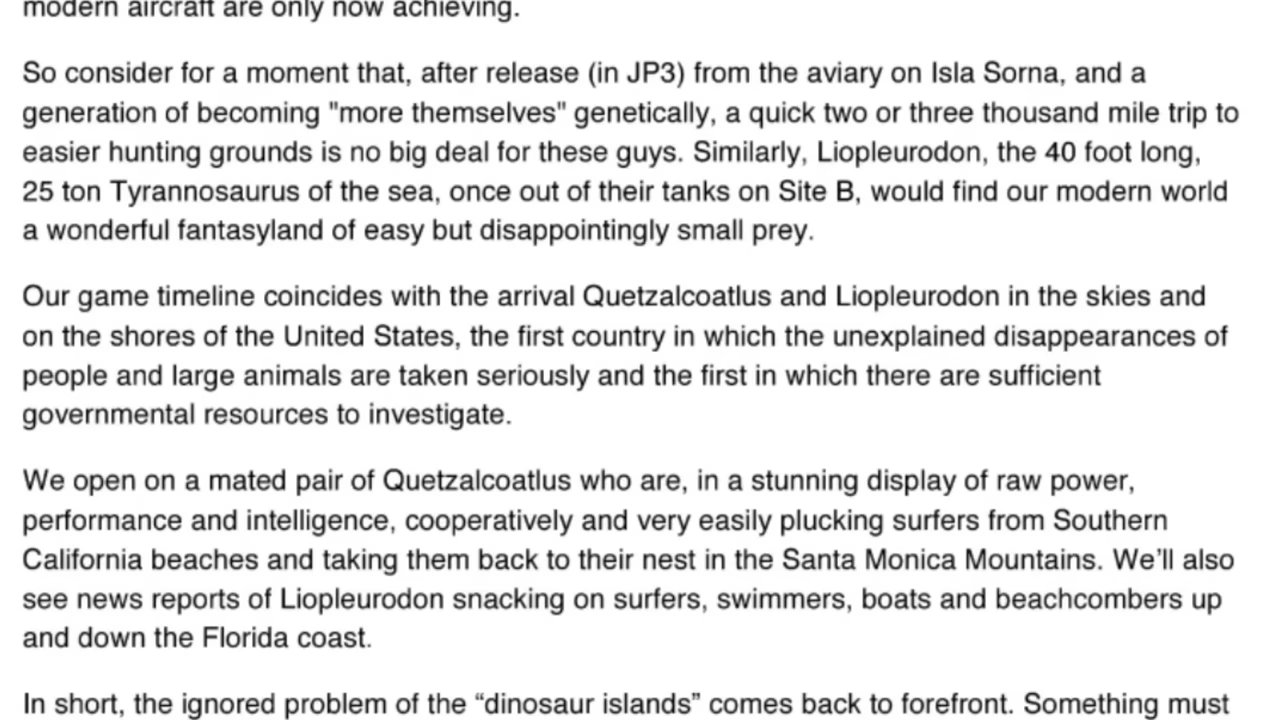 modern aircraft are only now achieving.
So consider for a moment that, after release (in JP3) from the aviary on Isla Sorna, and a
generation of becoming "more themselves" genetically, a quick two or three thousand mile trip to
easier hunting grounds is no big deal for these guys. Similarly, Liopleurodon, the 40 foot long,
25 ton Tyrannosaurus of the sea, once out of their tanks on Site B, would find our modern world
a wonderful fantasyland of easy but disappointingly small prey.
Our game timeline coincides with the arrival Quetzalcoatlus and Liopleurodon in the skies and
on the shores of the United States, the first country in which the unexplained disappearances of
people and large animals are taken seriously and the first in which there are sufficient
governmental resources to investigate.
We open on a mated pair of Quetzalcoatlus who are, in a stunning display of raw power,
performance and intelligence, cooperatively and very easily plucking surfers from Southern
California beaches and taking them back to their nest in the Santa Monica Mountains. We’ll also
see news reports of Liopleurodon snacking on surfers, swimmers, boats and beachcombers up
and down the Florida coast.
In short, the ignored problem of the “dinosaur islands” comes back to forefront. Something must